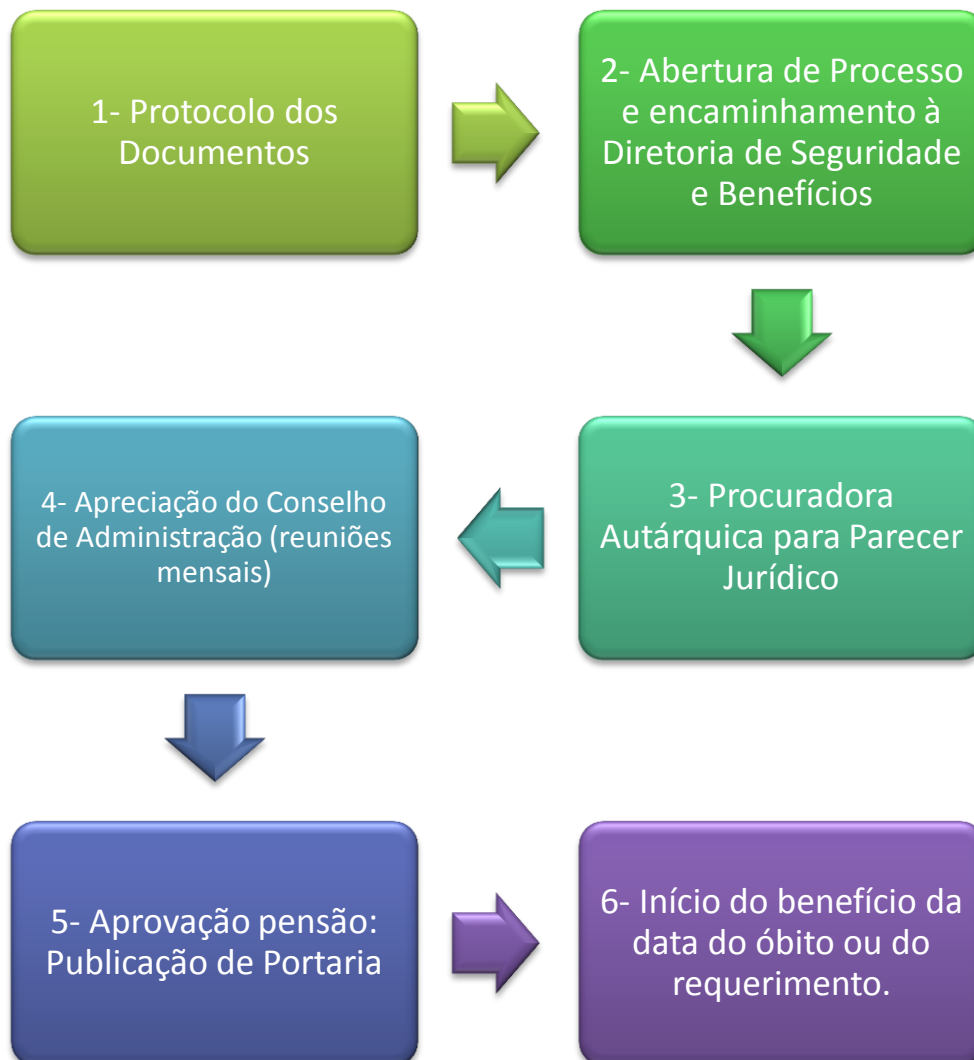 1- Protocolo dos
Documentos
2- Abertura de Processo
e encaminhamento à
Diretoria de Seguridade
e Benefícios
3- Procuradora
Autárquica para Parecer
Jurídico
4- Apreciação do Conselho
de Administração (reuniões
mensais)
5- Aprovação pensão:
Publicação de Portaria
6- Início do benefício da
data do óbito ou do
requerimento.